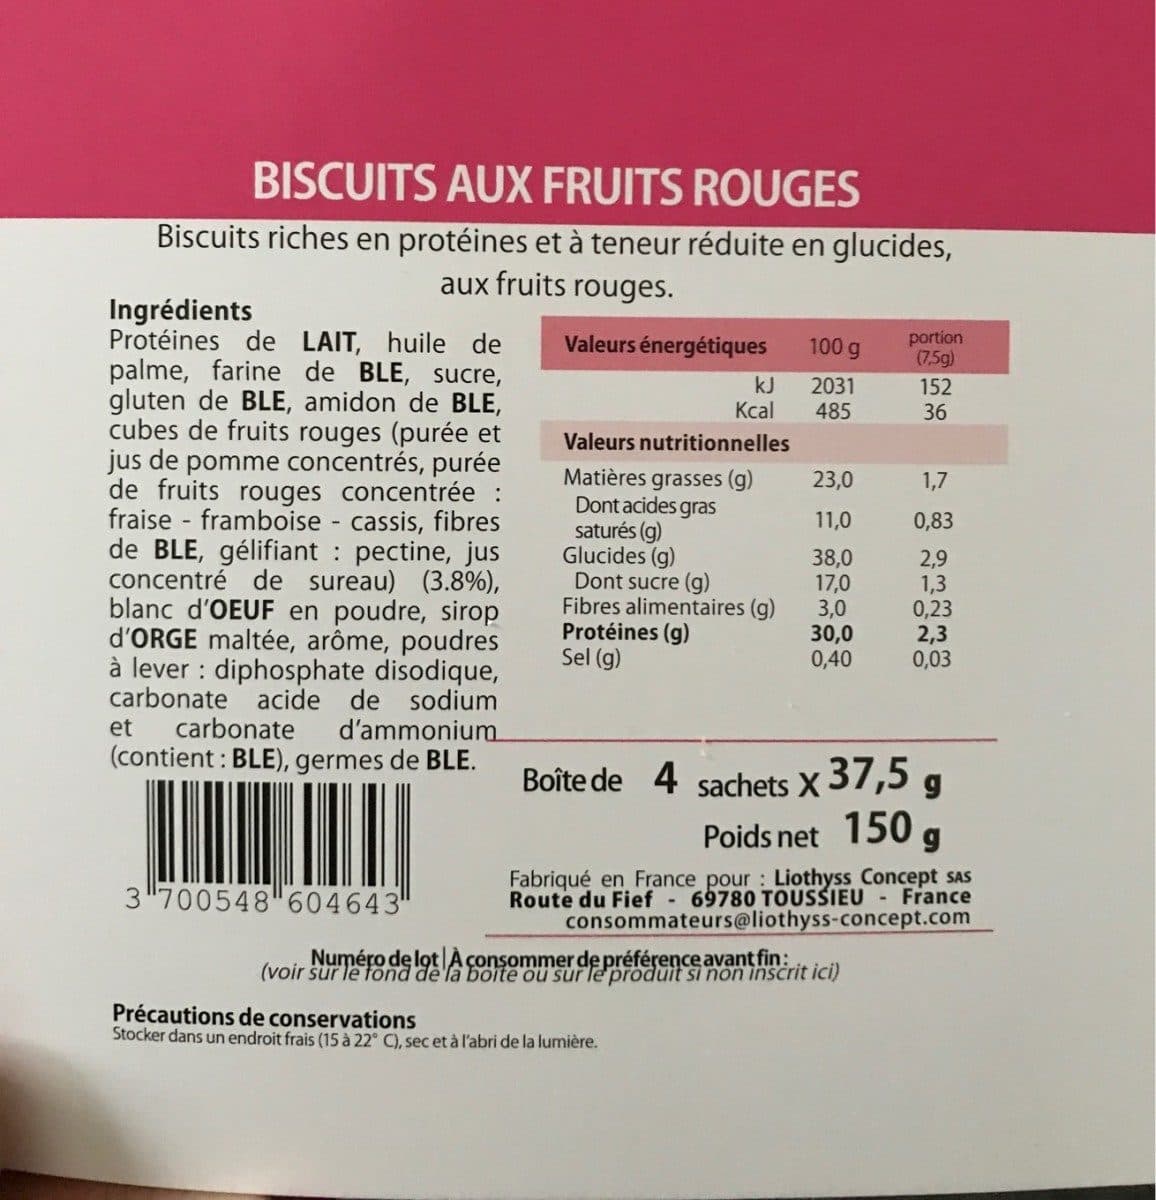 BISCUITS AUX FRUITS ROUGES
Biscuits riches en protéines et à teneur réduite en glucides,
aux fruits rouges.
Ingrédients
Protéines de LAIT, huile de
palme, farine de BLE, sucre,
gluten de BLE, amidon de BLE,
cubes de fruits rouges (purée et
jus de pomme concentrés, purée
de fruits rouges concentrée :
fraise - framboise - cassis, fibres
de BLE, gélifiant : pectine, jus
concentré de sureau) (3.8%),
blanc d'OEUF en poudre, sirop
d'ORGE maltée, arôme, poudres
à lever : diphosphate disodique,
carbonate acide de sodium
et carbonate d'ammonium
(contient : BLE), germes de BLE.
3 700548 604643
Valeurs énergétiques 100 g portion (7,5g)
kJ 2031 152
Kcal 485 36
Valeurs nutritionnelles
Matières grasses (g) 23,0 1,7
Dont acides gras
saturés (g) 11,0 0,83
Glucides (g) 38,0 2,9
Dont sucre (g) 17,0 1,3
Fibres alimentaires (g) 3,0 0,23
Protéines (g) 30,0 2,3
Sel (g) 0,40 0,03
Boîte de 4 sachets X 37,5 g
Poids net 150 g
Fabriqué en France pour : Liothyss Concept SAS
Route du Fief - 69780 TOUSSIEU - France
consommateurs@liothyss-concept.com
Numéro de lot | À consommer de préférence avant fin :
(voir sur le fond de la boîte ou sur le produit si non inscrit ici)
Précautions de conservations
Stocker dans un endroit frais (15 à 22° C), sec et à l'abri de la lumière.